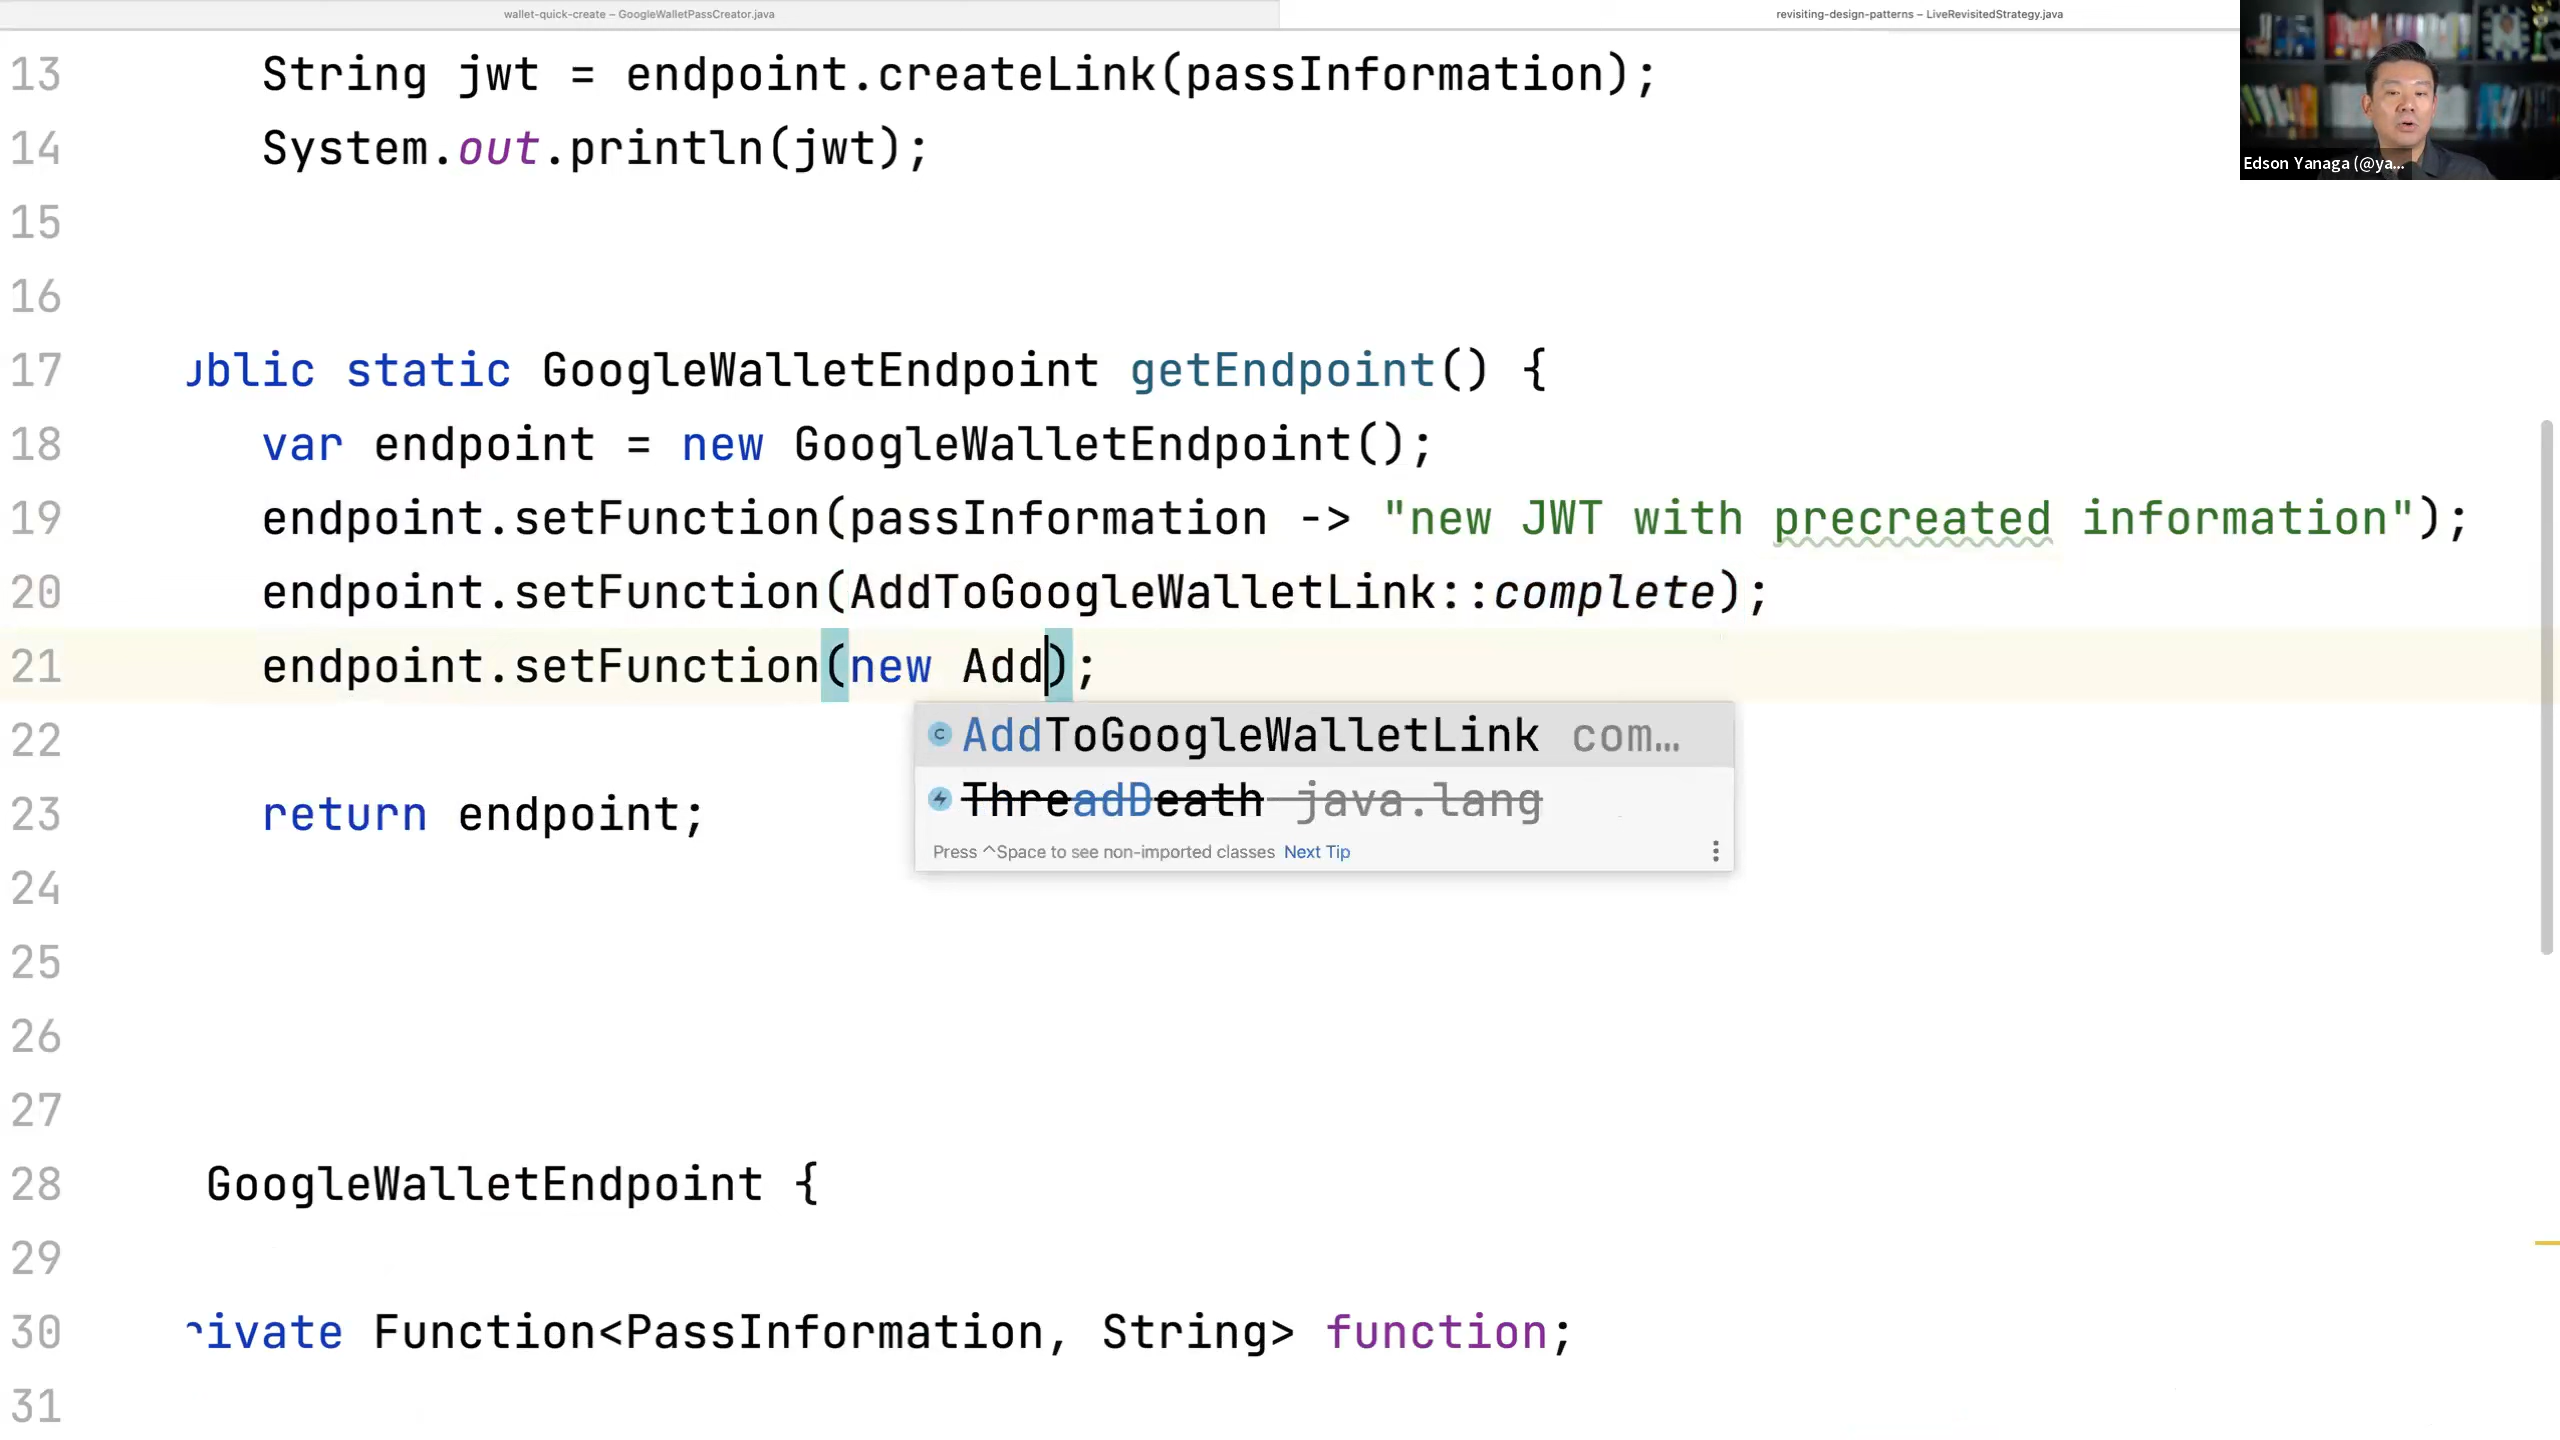 wallet-quick-create – GoogleWalletPassCreator.java
revisiting-design-patterns – LiveRevisitedStrategy.java
Edson Yanaga (@ya...
13 String jwt = endpoint.createLink(passInformation);
14 System.out.println(jwt);
15
16
17 ublic static GoogleWalletEndpoint getEndpoint() {
18 var endpoint = new GoogleWalletEndpoint();
19 endpoint.setFunction(passInformation -> "new JWT with precreated information");
20 endpoint.setFunction(AddToGoogleWalletLink::complete);
21 endpoint.setFunction(new Add);
AddToGoogleWalletLink com...
ThreadDeath java.lang
Press ^Space to see non-imported classes Next Tip
22
23 return endpoint;
24
25
26
27
28 GoogleWalletEndpoint {
29
30 rivate Function<PassInformation, String> function;
31